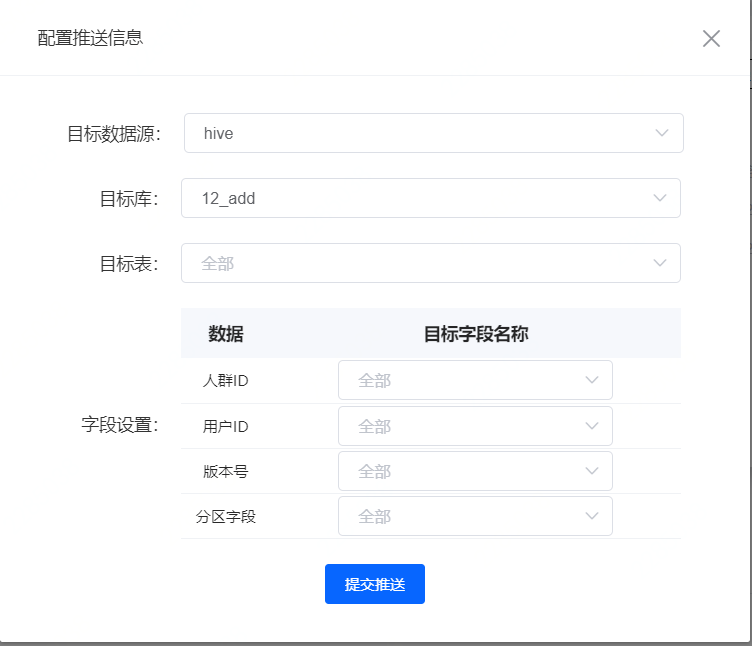 配置推送信息
目标数据源： hive
目标库： 12_add
目标表： 全部
数据 目标字段名称
人群ID 全部
字段设置： 用户ID 全部
版本号 全部
分区字段 全部
提交推送